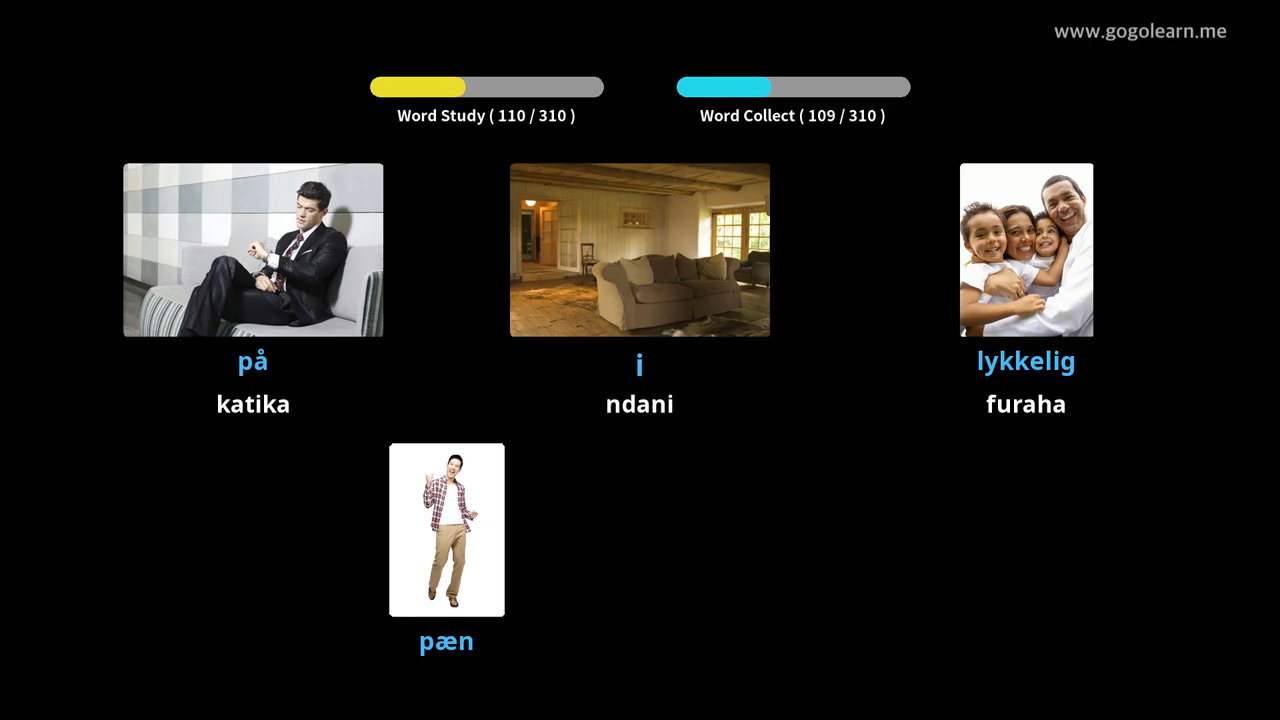 www.gogolearn.me
Word Study ( 110 / 310 )
Word Collect ( 109 / 310 )
på
i
lykkelig
katika
ndani
furaha
pæn